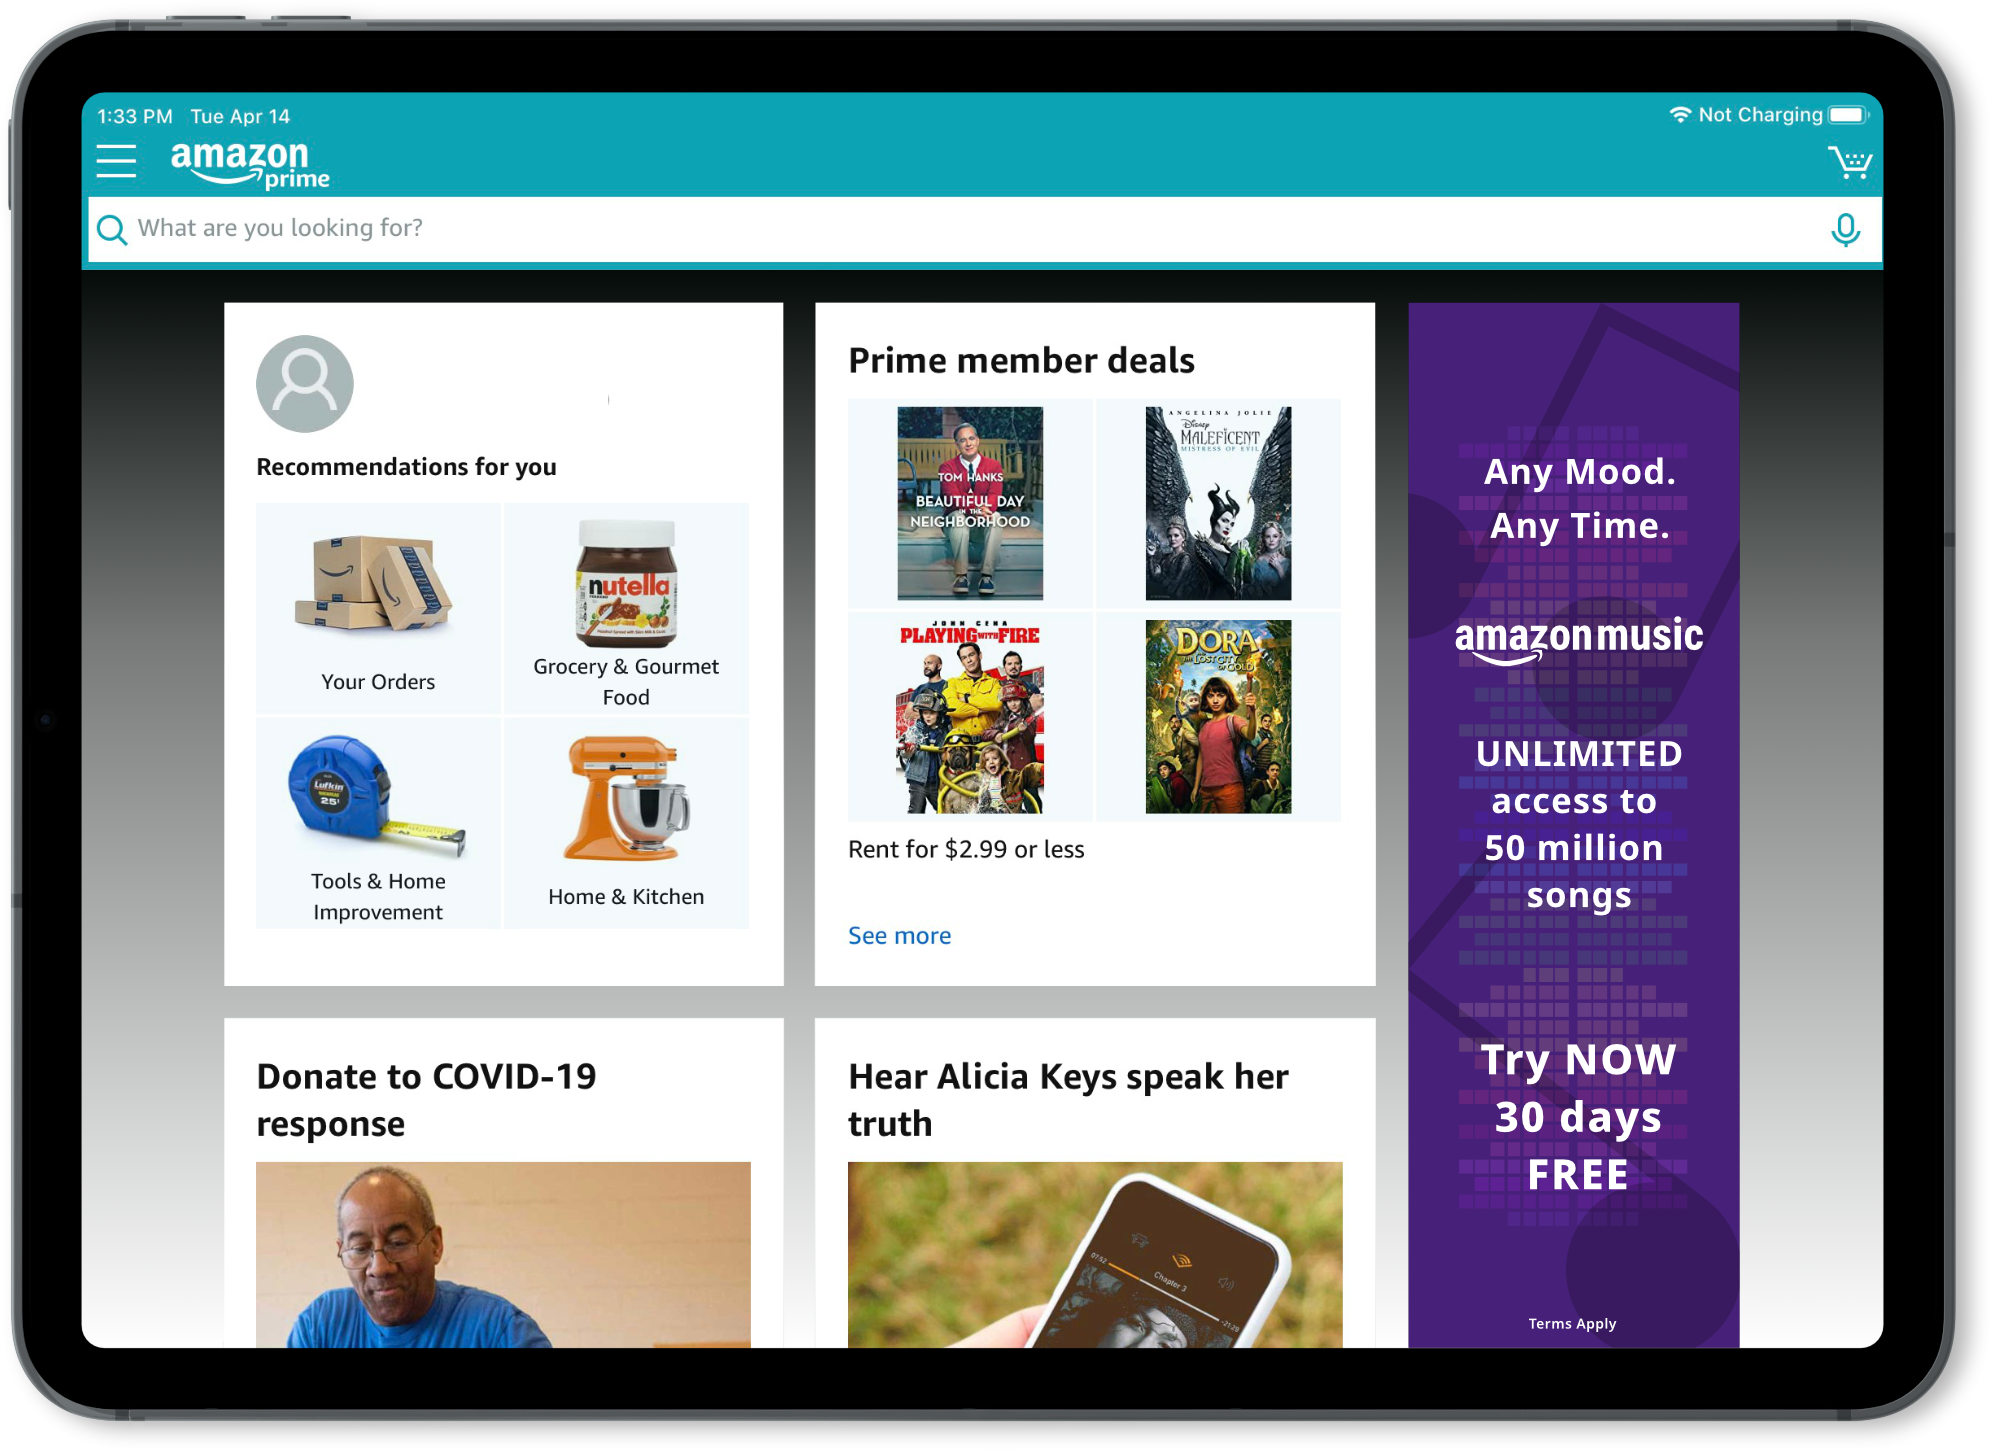 1:33 PM Tue Apr 14
Not Charging
amazon
prime
What are you looking for?
Recommendations for you
Your Orders
nutella
Grocery & Gourmet
Food
Lufkin
25'
Tools & Home
Improvement
Home & Kitchen
Prime member deals
TOM HANKS
A
BEAUTIFUL DAY
IN THE
NEIGHBORHOOD
ANGELINA JOLIE
Disney
MALEFICENT
MISTRESS OF EVIL
JOHN CENA
PLAYING WITH FIRE
DORA
AND THE LOST CITY
OF GOLD
Rent for $2.99 or less
See more
Any Mood.
Any Time.
amazon music
UNLIMITED
access to
50 million
songs
Try NOW
30 days
FREE
Terms Apply
Donate to COVID-19
response
Hear Alicia Keys speak her
truth
07:52
Chapter 3
-21:29